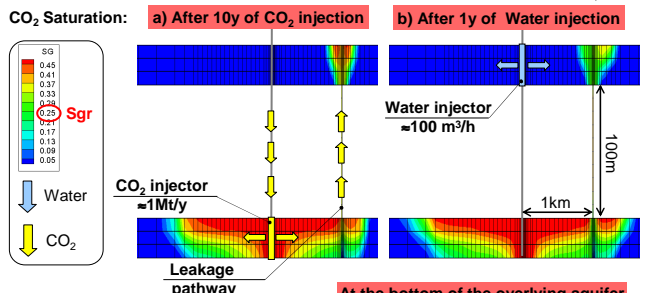 CO₂ Saturation:
a) After 10y of CO₂ injection
b) After 1y of Water injection
SG
0.45
0.41
0.37
0.33
0.29
0.25
0.21
0.17
0.13
0.09
0.05
Sgr
Water
CO₂
Water injector
≈100 m³/h
100m
CO₂ injector
≈1Mt/y
1km
Leakage
pathway
At the bottom of the overlying aquifer